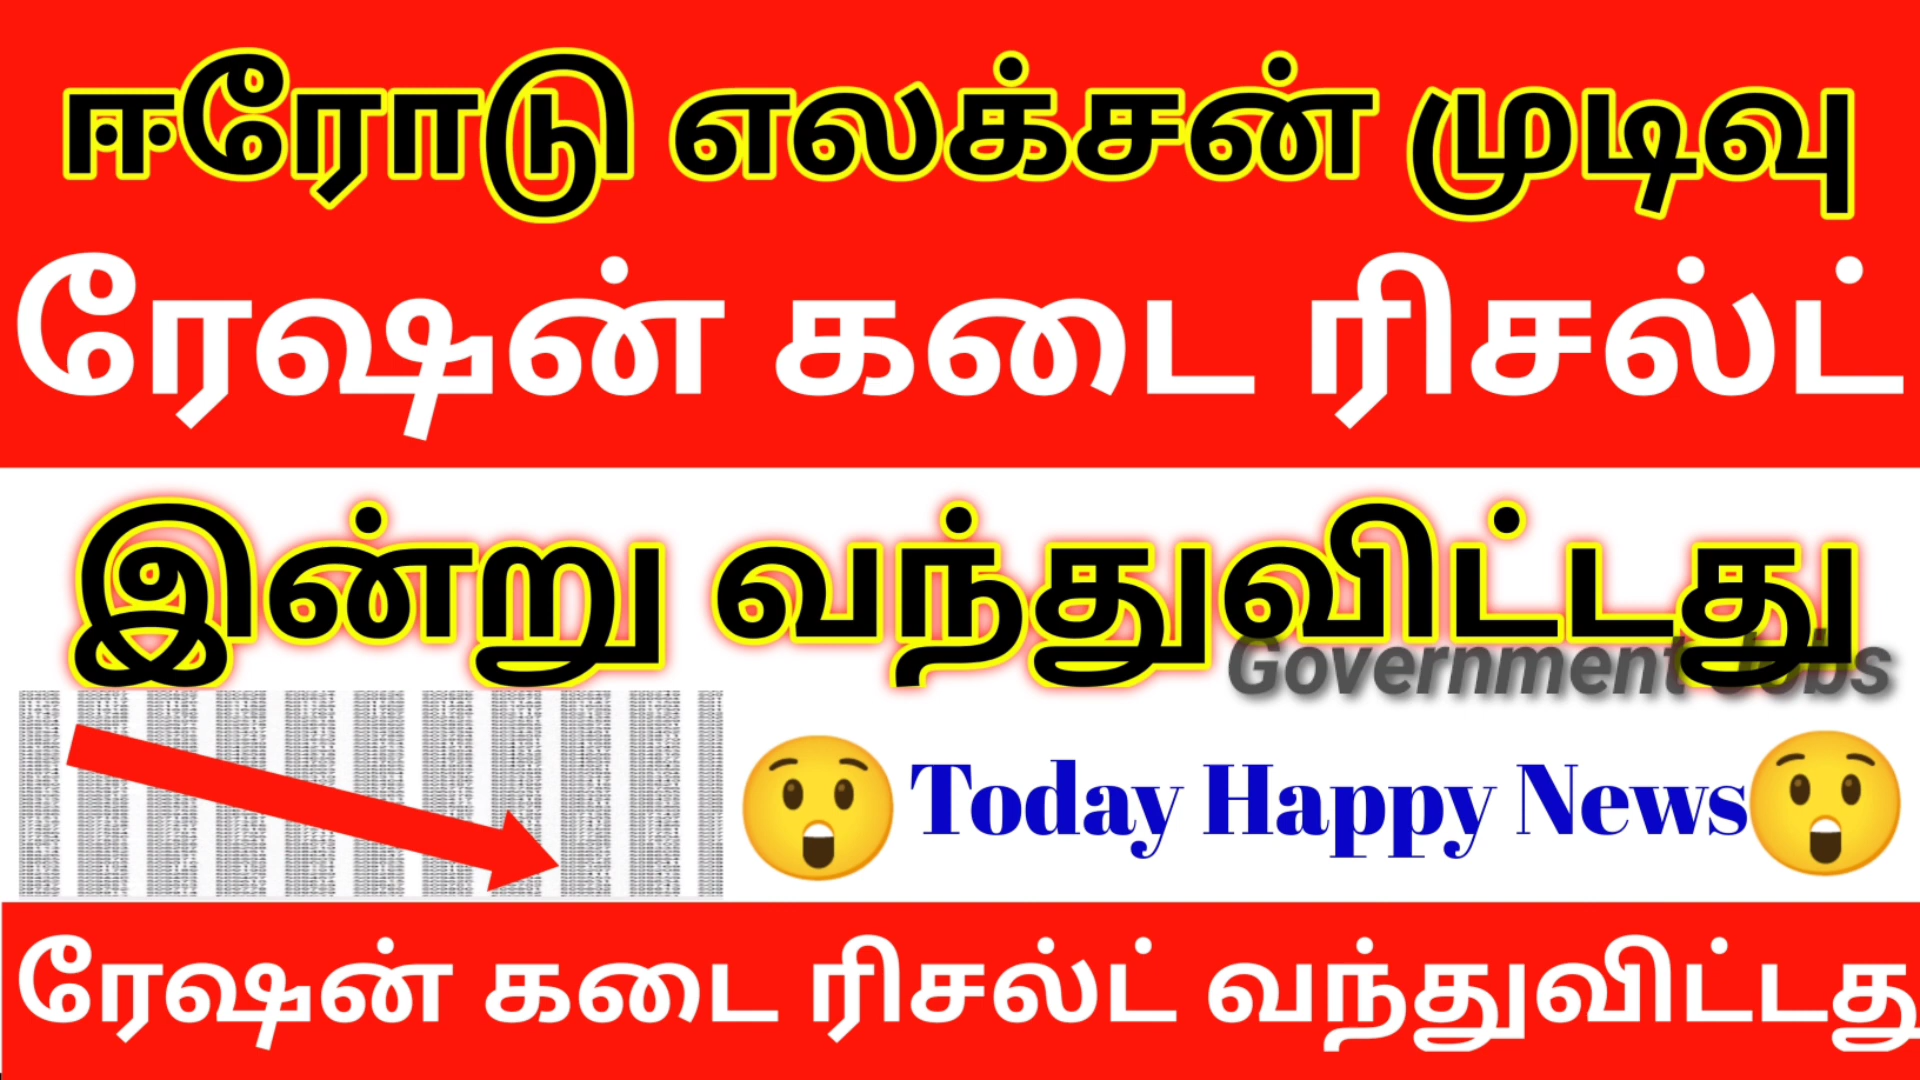 ஈரோடு எலக்சன் முடிவு
ரேஷன் கடை ரிசல்ட்
இன்று வந்துவிட்டது
Government Jobs
😲 Today Happy News😲
ரேஷன் கடை ரிசல்ட் வந்துவிட்டது